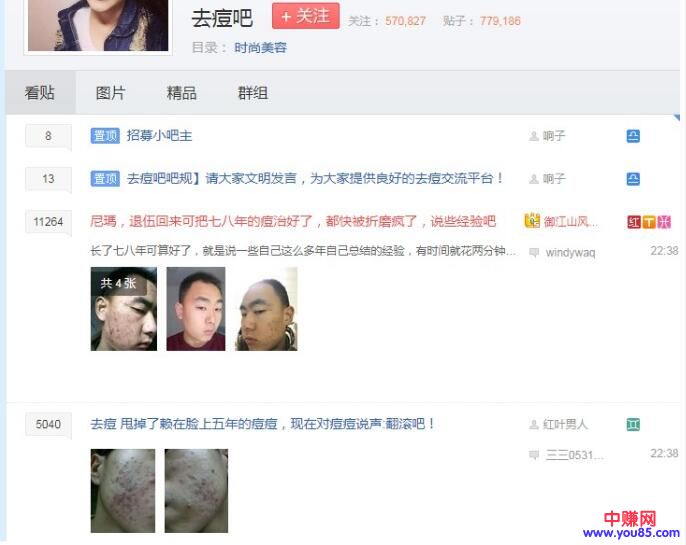 去痘吧
+ 关注
关注： 570,827 贴子： 779,186
目录： 时尚美容
看贴 图片 精品 群组
8 置顶 招募小吧主 啊子
13 置顶 去痘吧吧规】请大家文明发言，为大家提供良好的去痘交流平台！ 啊子
11264 尼瑪，退伍回来可把七八年的痘治好了，都快被折磨疯了，说些经验吧 御江山风...
长了七八年可算好了，就是说一些自己这么多年自己总结的经验，有时间就花两分钟... windywaq 22:38
共 4 张
5040 去痘 甩掉了赖在脸上五年的痘痘，现在对痘痘说声:翻滚吧！ 红叶男人
三三0531... 22:38
中赚网
www.you85.com